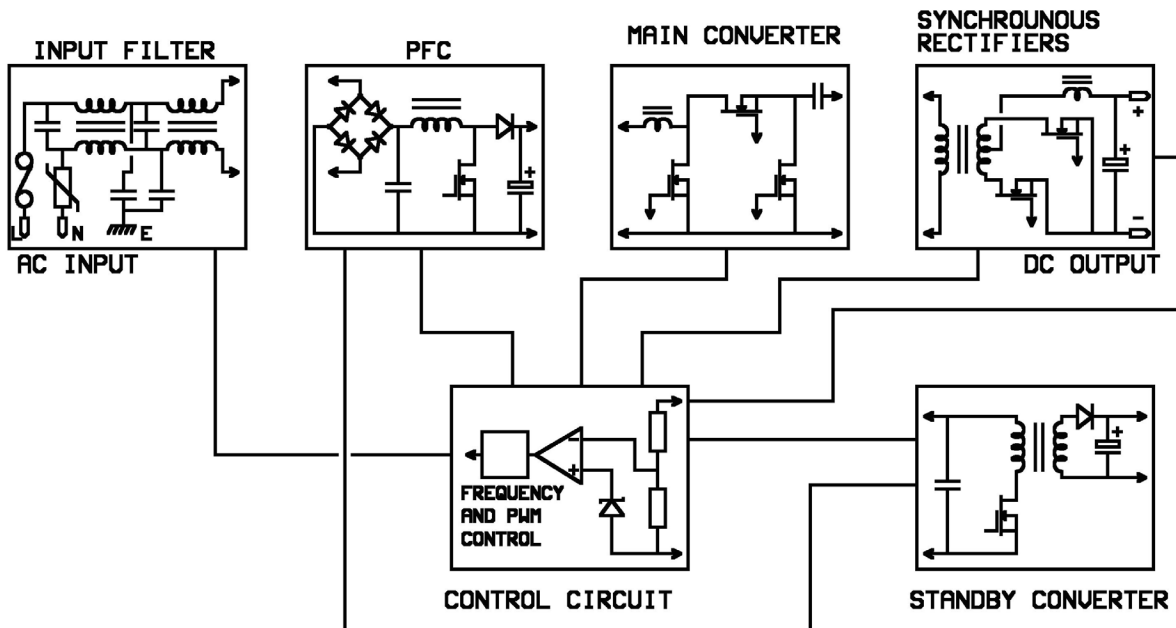 INPUT FILTER
PFC
MAIN CONVERTER
SYNCHROUNOUS
RECTIFIERS
L
N
E
AC INPUT
+
+
+
−
DC OUTPUT
−
+
FREQUENCY
AND PWM
CONTROL
CONTROL CIRCUIT
+
STANDBY CONVERTER